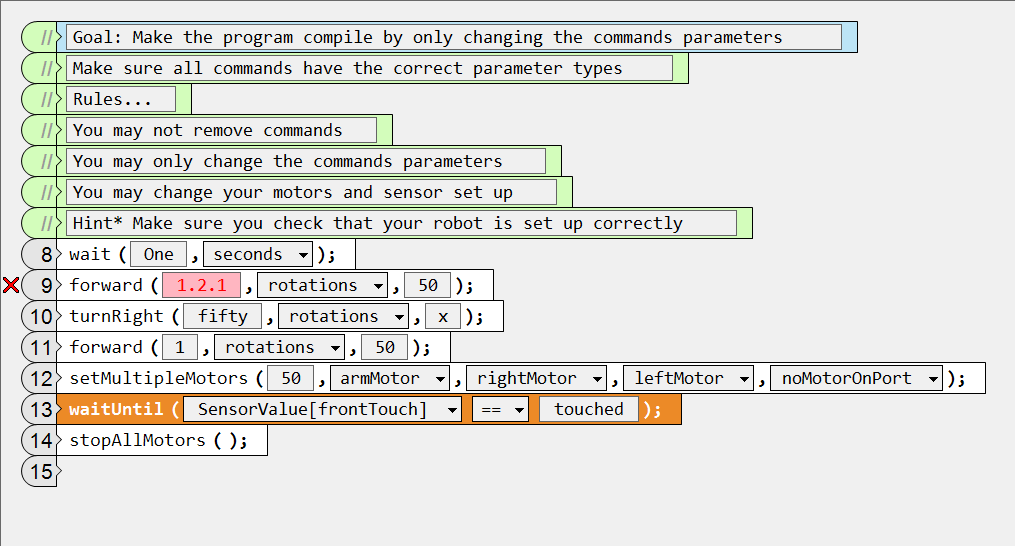 // Goal: Make the program compile by only changing the commands parameters
// Make sure all commands have the correct parameter types
// Rules...
// You may not remove commands
// You may only change the commands parameters
// You may change your motors and sensor set up
// Hint* Make sure you check that your robot is set up correctly
8 wait ( One , seconds );
9 forward ( 1.2.1 , rotations , 50 );
10 turnRight ( fifty , rotations , x );
11 forward ( 1 , rotations , 50 );
12 setMultipleMotors ( 50 , armMotor , rightMotor , leftMotor , noMotorOnPort );
13 waitUntil ( SensorValue[frontTouch] == touched );
14 stopAllMotors ( );
15